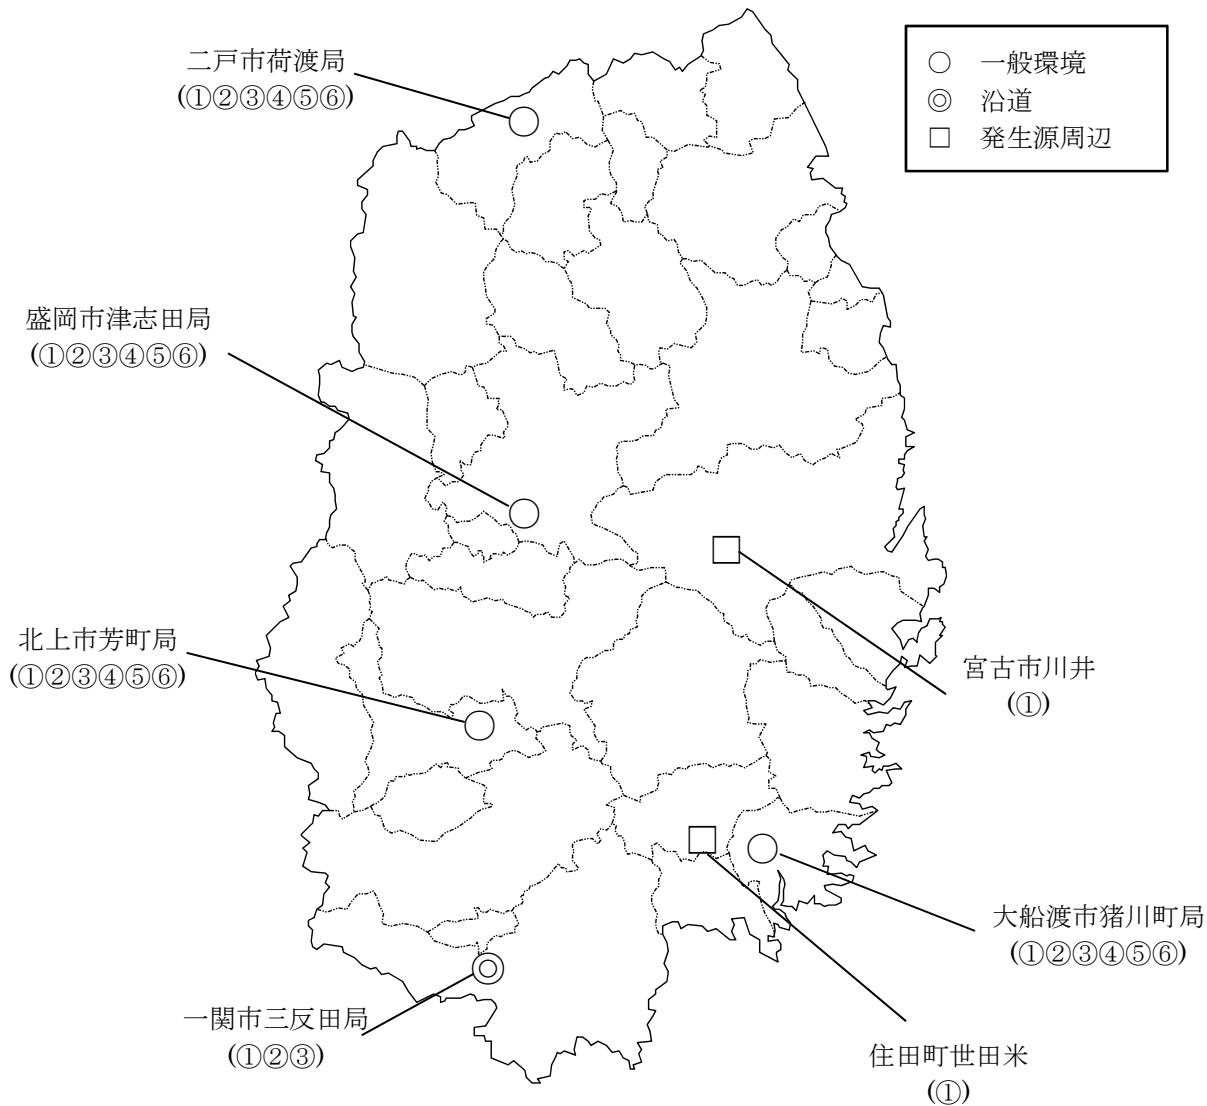 二戸市荷渡局
(①②③④⑤⑥)
○ 一般環境
◎ 沿道
□ 発生源周辺
盛岡市津志田局
(①②③④⑤⑥)
北上市芳町局
(①②③④⑤⑥)
宮古市川井
(①)
大船渡市猪川町局
(①②③④⑤⑥)
一関市三反田局
(①②③)
住田町世田米
(①)